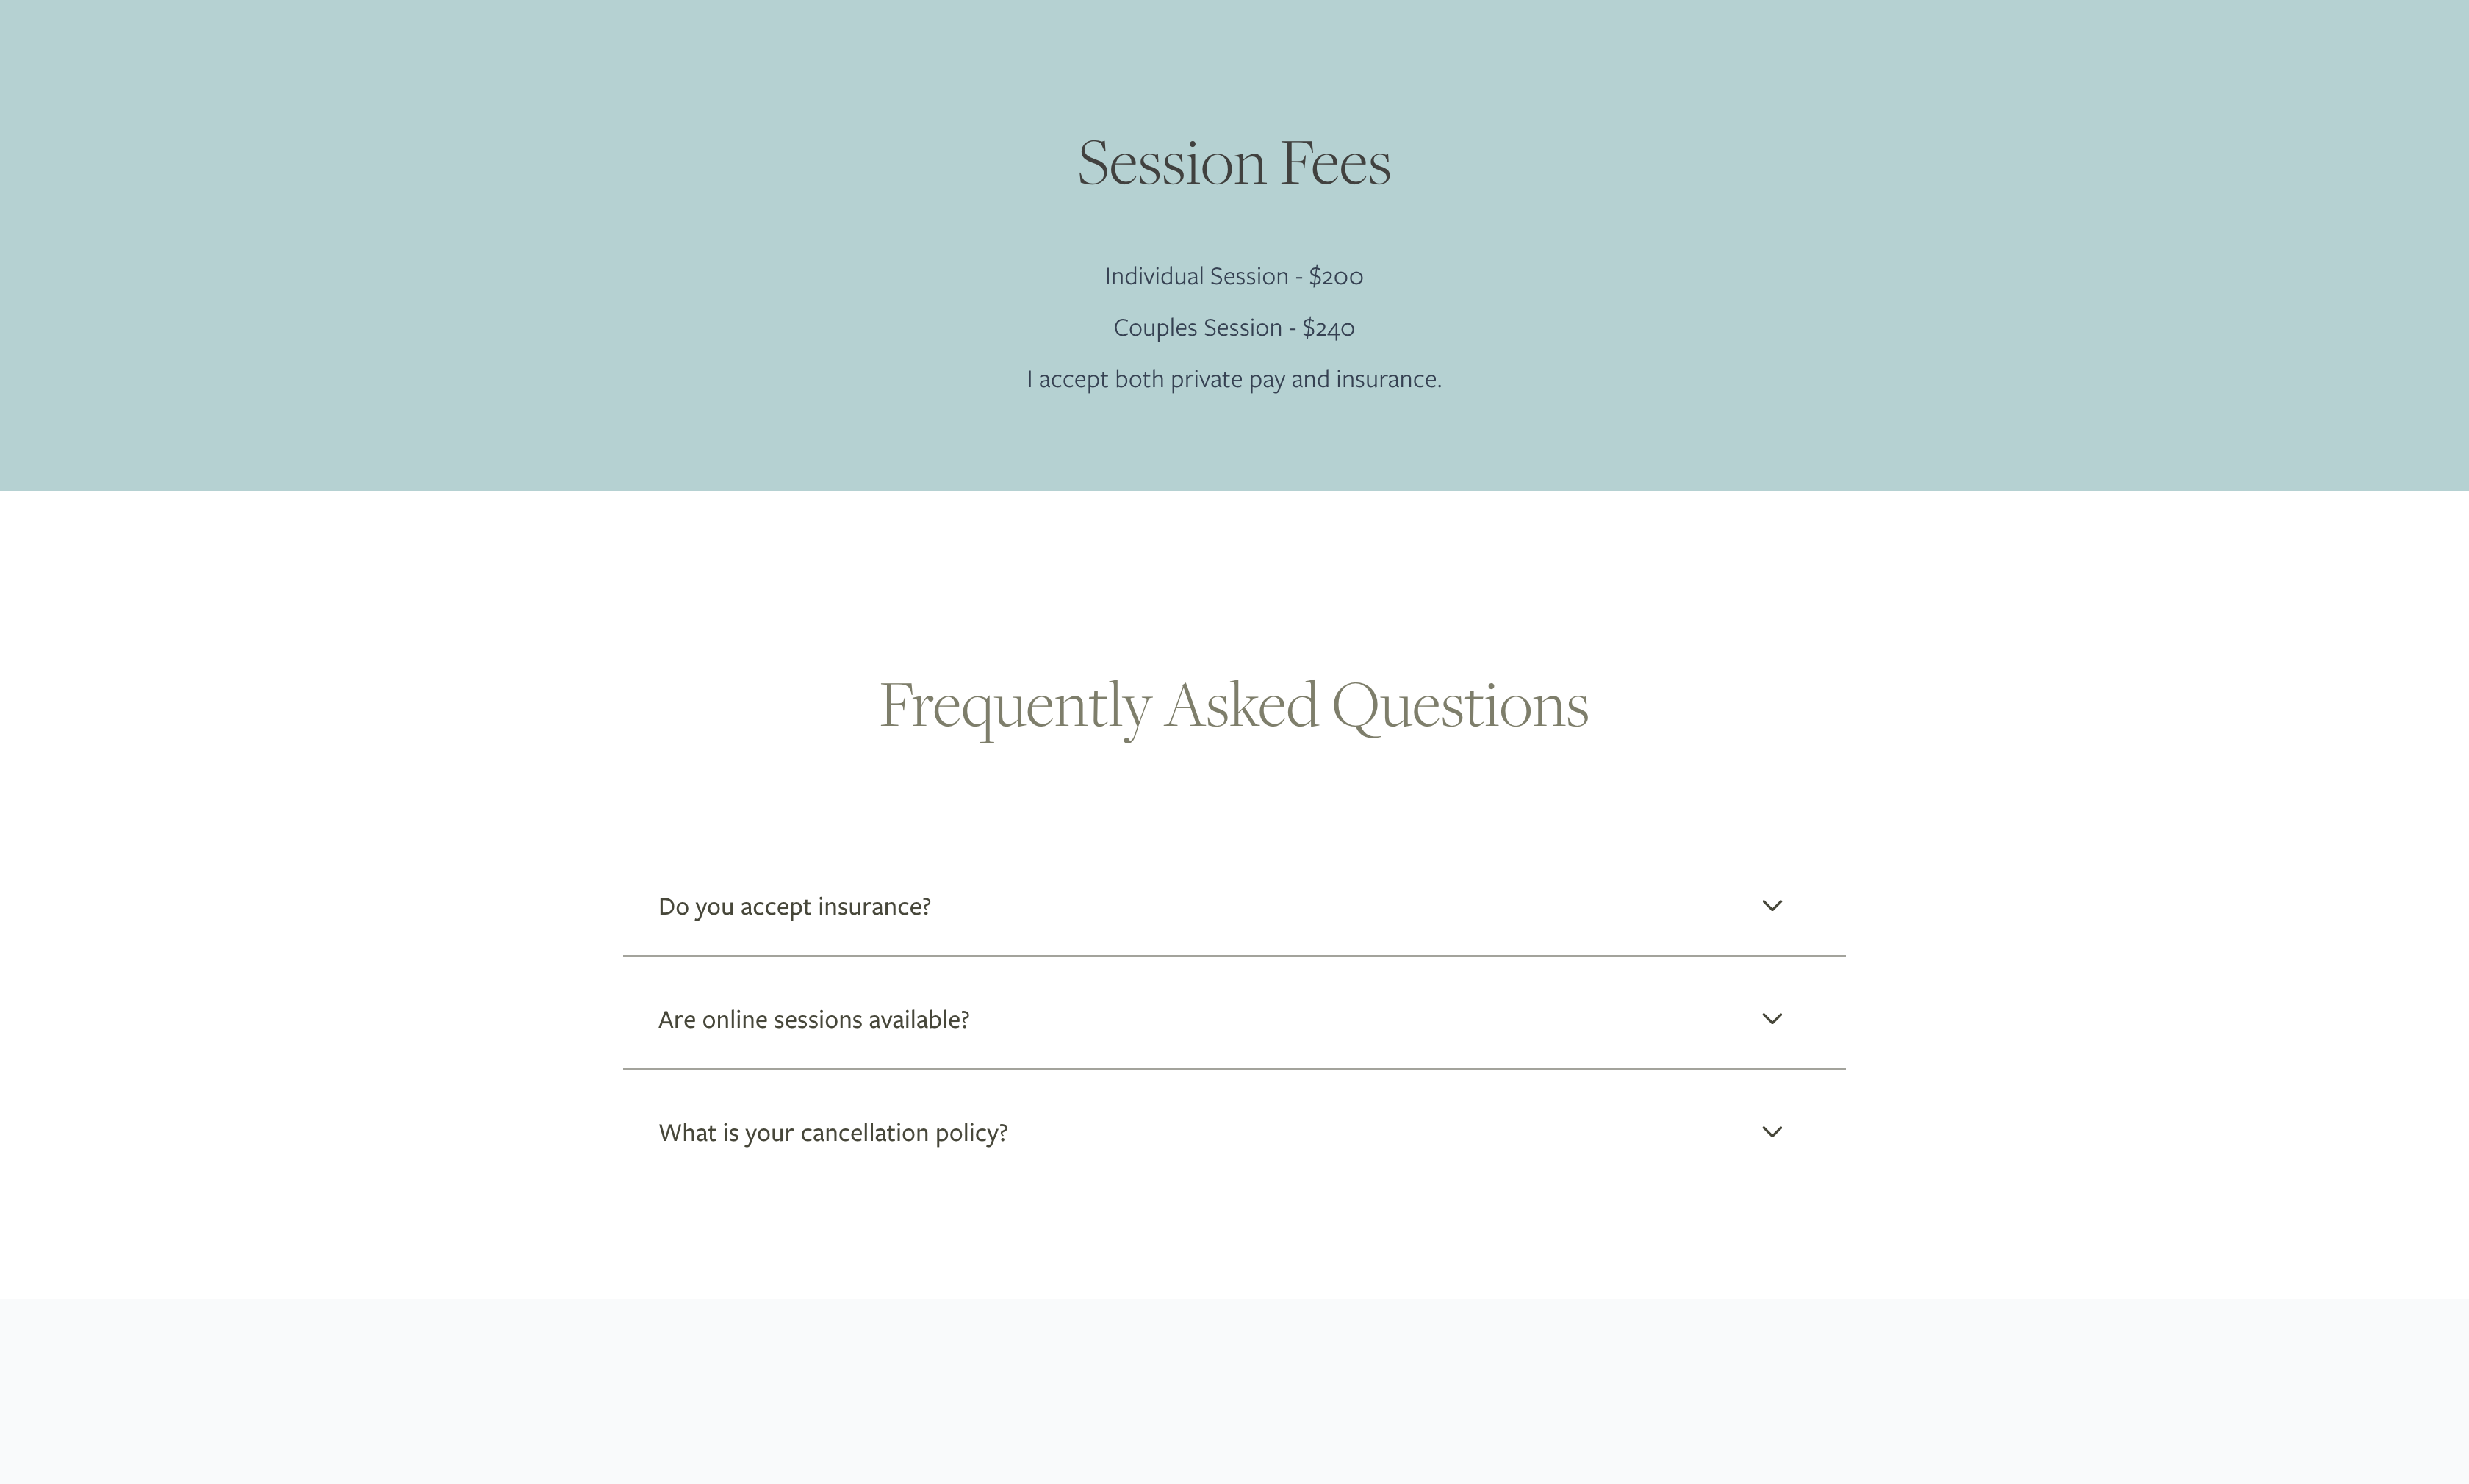 Session Fees
Individual Session - $200
Couples Session - $240
I accept both private pay and insurance.
Frequently Asked Questions
Do you accept insurance?
Are online sessions available?
What is your cancellation policy?